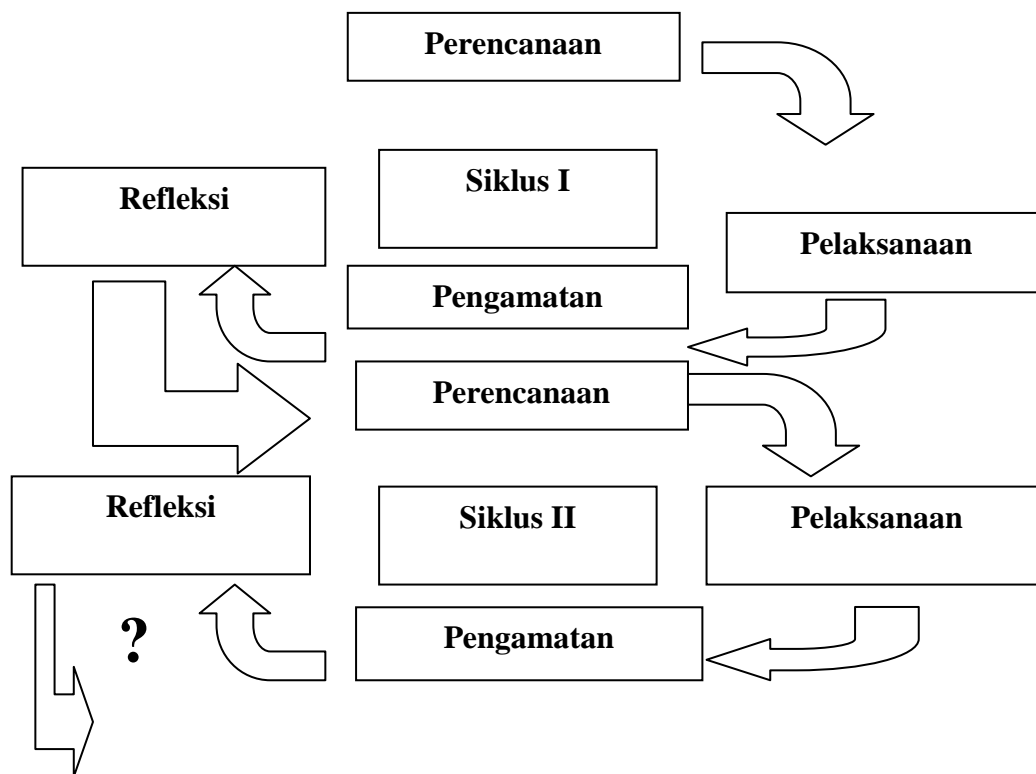 Perencanaan
Refleksi
Siklus I
Pelaksanaan
Pengamatan
Perencanaan
Refleksi
Siklus II
Pelaksanaan
?
Pengamatan